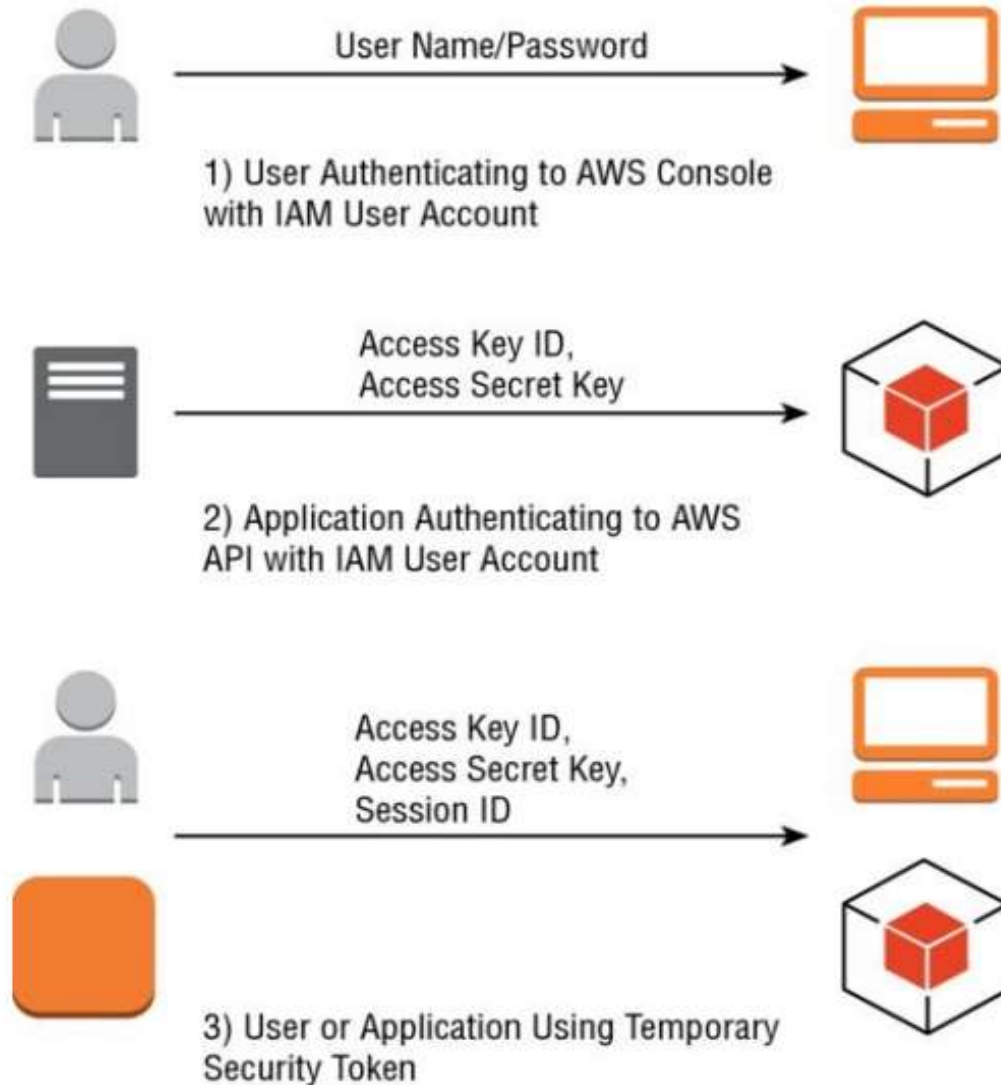 User Name/Password
1) User Authenticating to AWS Console
with IAM User Account
Access Key ID,
Access Secret Key
2) Application Authenticating to AWS
API with IAM User Account
Access Key ID,
Access Secret Key,
Session ID
3) User or Application Using Temporary
Security Token